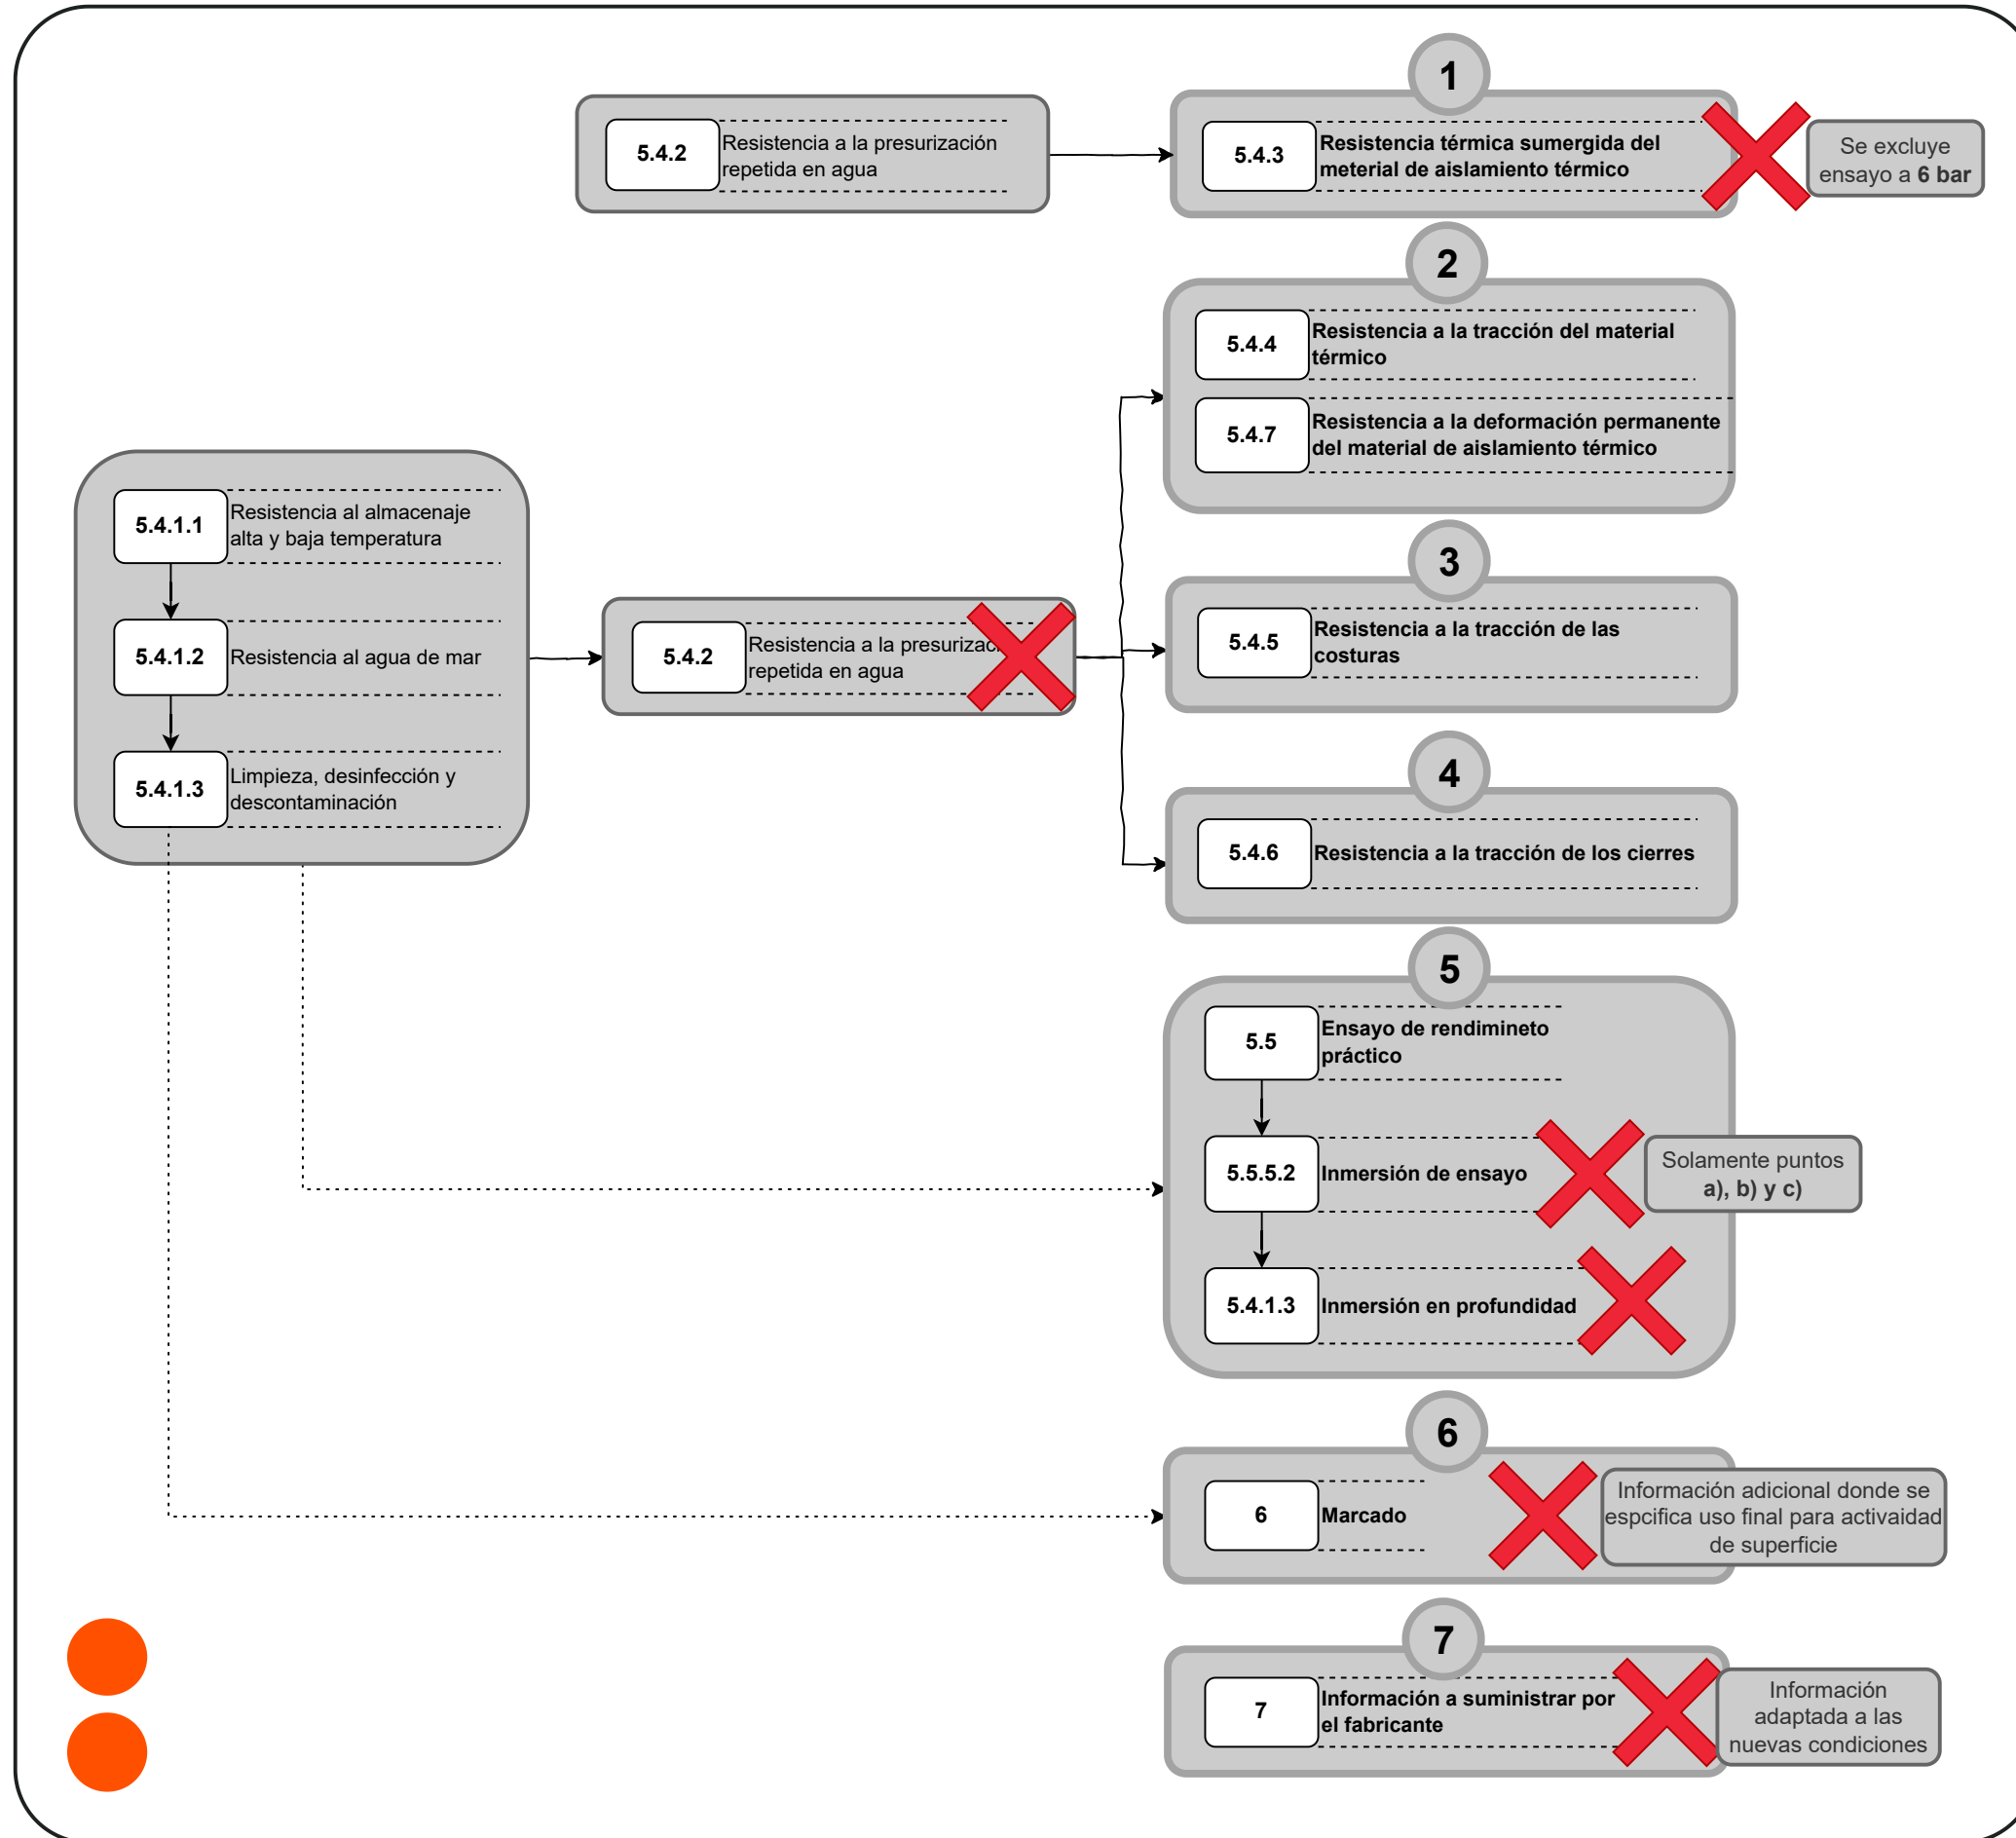 1
5.4.2
Resistencia a la presurización
repetida en agua
5.4.3
Resistencia térmica sumergida del
meterial de aislamiento térmico
Se excluye
ensayo a 6 bar
2
5.4.4
Resistencia a la tracción del material
térmico
5.4.7
Resistencia a la deformación permanente
del material de aislamiento térmico
5.4.1.1
Resistencia al almacenaje
alta y baja temperatura
5.4.1.2
Resistencia al agua de mar
5.4.1.3
Limpieza, desinfección y
descontaminación
5.4.2
Resistencia a la presurizac
repetida en agua
3
5.4.5
Resistencia a la tracción de las
costuras
4
5.4.6
Resistencia a la tracción de los cierres
5
5.5
Ensayo de rendimineto
práctico
5.5.5.2
Inmersión de ensayo
Solamente puntos
a), b) y c)
5.4.1.3
Inmersión en profundidad
6
6
Marcado
Información adicional donde se
espcifica uso final para activaidad
de superficie
7
7
Información a suministrar por
el fabricante
Información
adaptada a las
nuevas condiciones